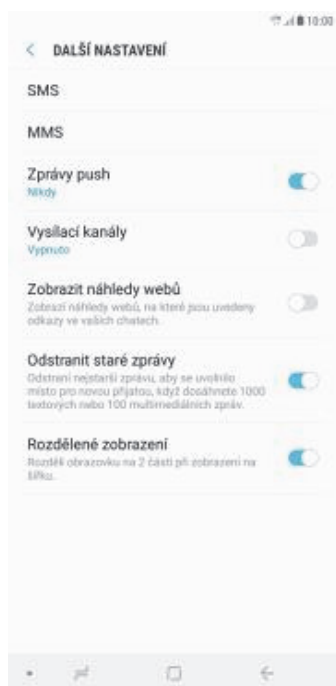 10:00
DALŠÍ NASTAVENÍ
SMS
MMS
Zprávy push
Nikdy
Vysílací kanály
Vypnuto
Zobrazit náhledy webů
Zobrazí náhledy webů, na které jsou uvedeny
odkazy ve vašich chatech.
Odstranit staré zprávy
Odstraní nejstarší zprávu, aby se uvolnilo
místo pro novou přijatou, když dosáhnete 1000
textových nebo 100 multimediálních zpráv.
Rozdělené zobrazení
Rozdělí obrazovku na 2 části při zobrazení na
šířku.